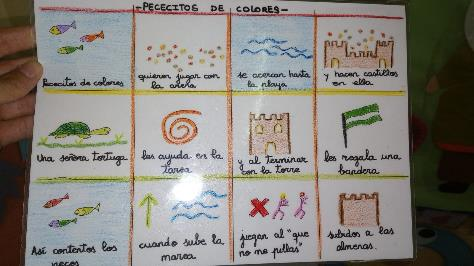 -PECECITOS DE COLORES-
Pececitos de colores
quieren jugar con
la arena
se acercan hasta
la playa
y hacen castillos
en ella
Una señora tortuga
les ayuda en la
tarea
y al terminar
con la torre
les regala una
bandera
Así contentos los
peces
cuando sube la
marea
juegan al "que
no me pillas"
subidos a las
almenas.